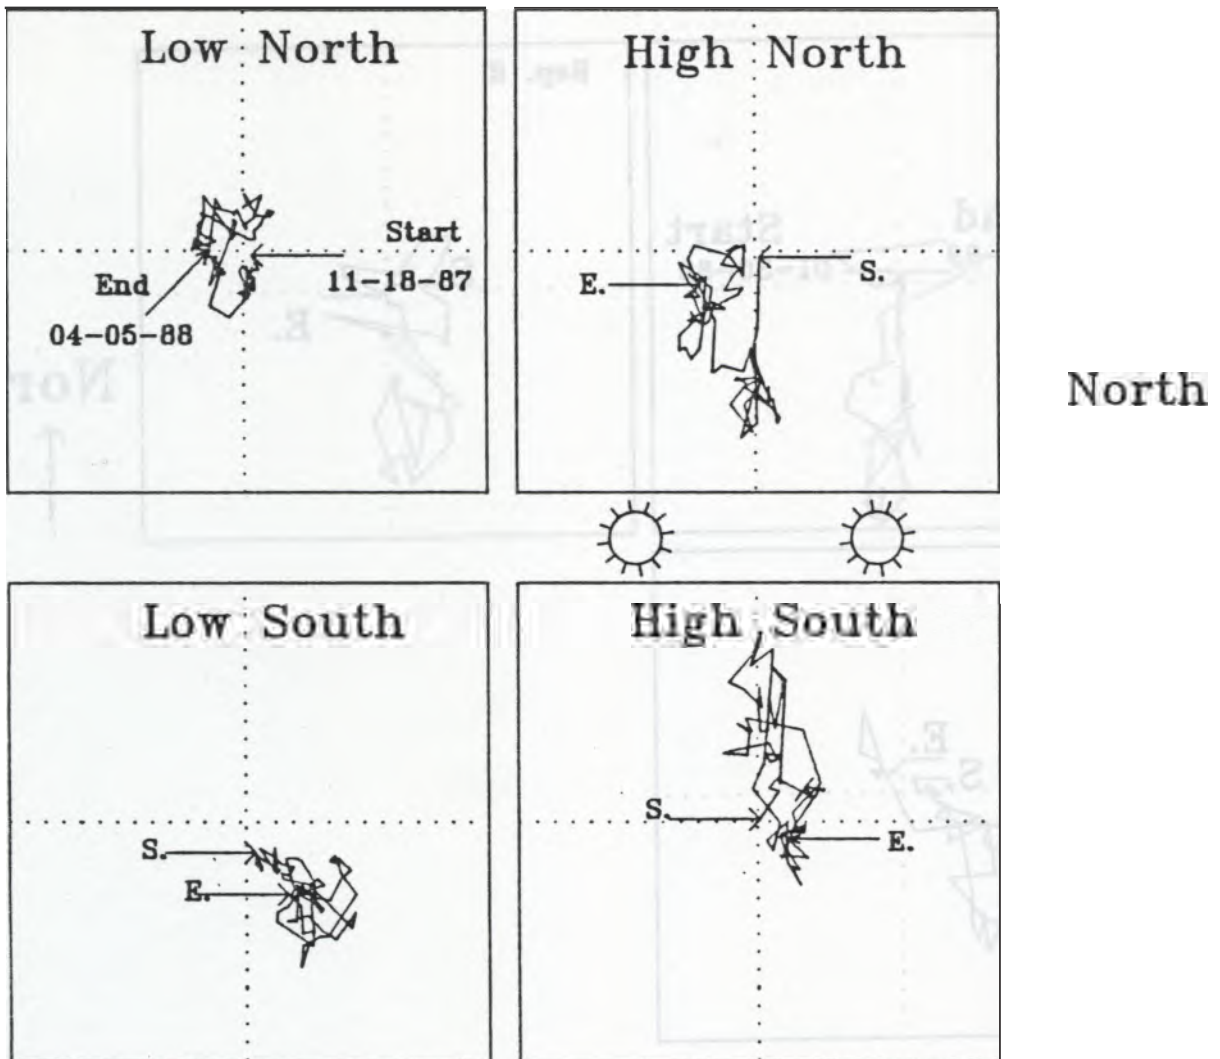 Low North
High North
Start
11-18-87
End
04-05-88
E.
S.
North
Low South
High South
S.
E.
S.
E.